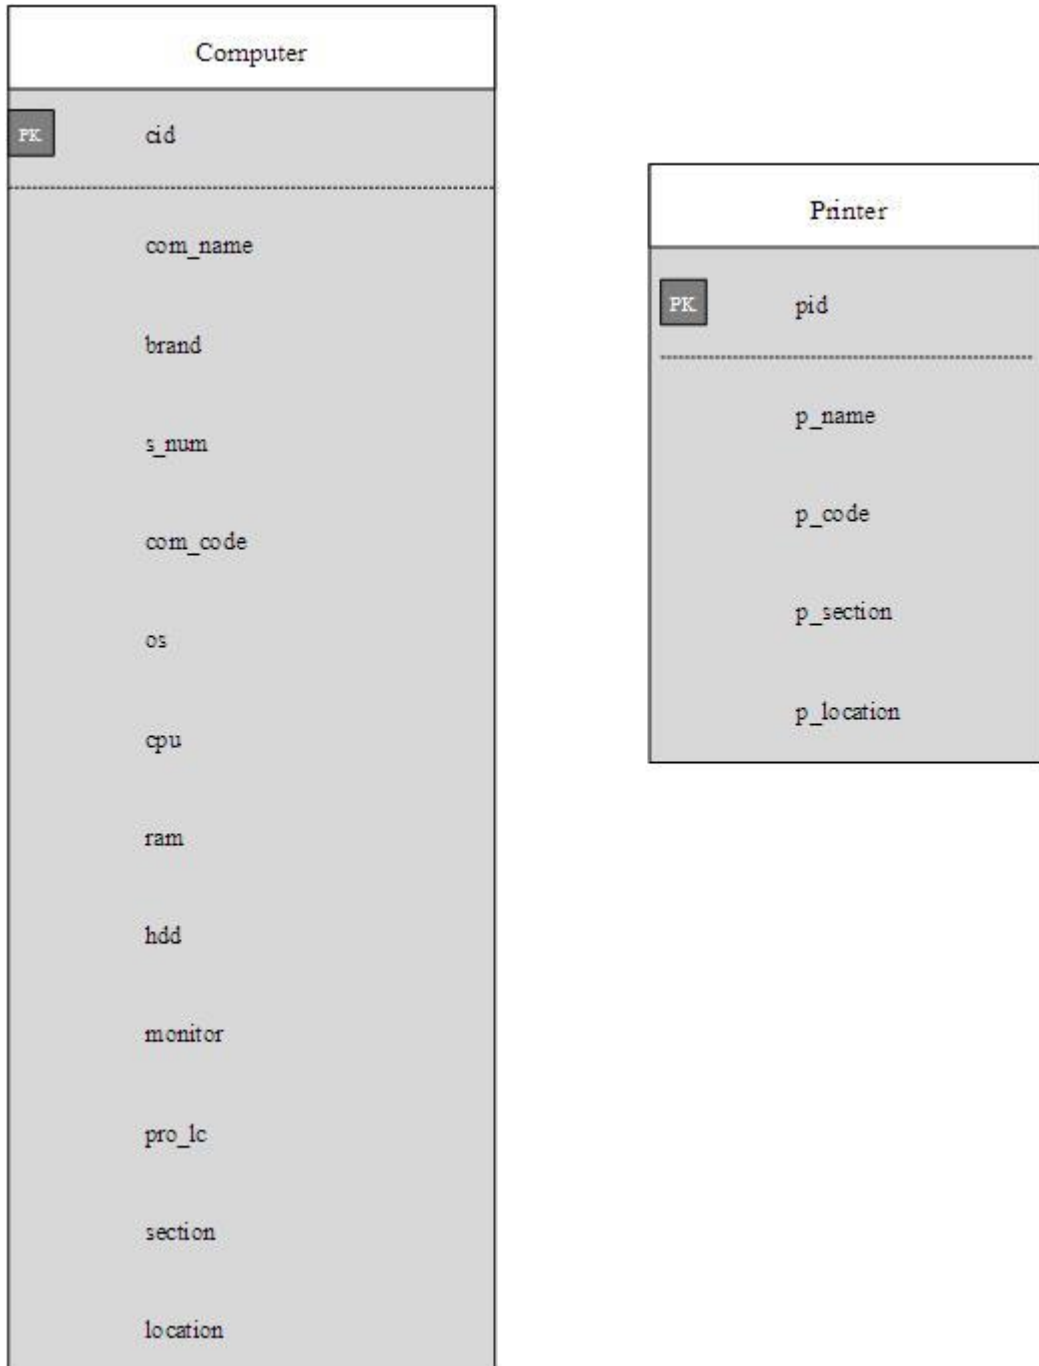 Computer
PK
cid
com_name
brand
s_num
com_code
os
cpu
ram
hdd
monitor
pro_lc
section
location
Printer
PK
pid
p_name
p_code
p_section
p_location